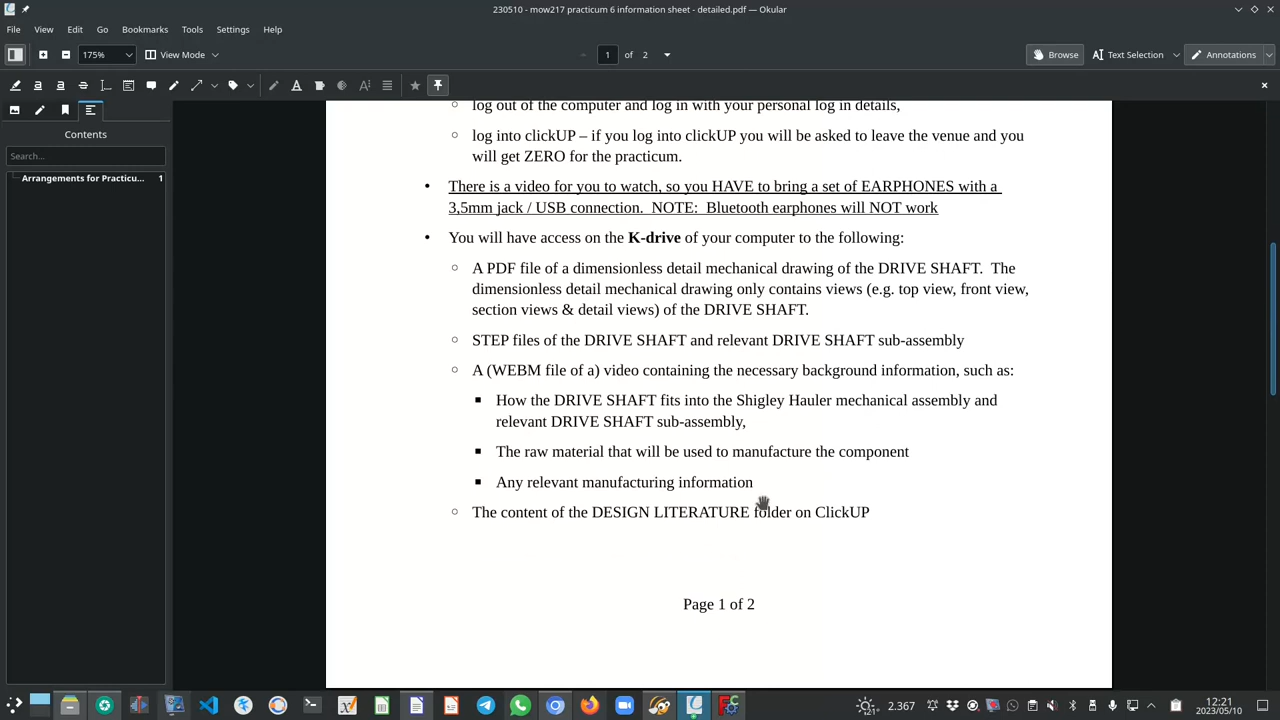 230510 - mow217 practicum 6 information sheet - detailed.pdf — Okular
File View Edit Go Bookmarks Tools Settings Help
175% View Mode 1 of 2 Browse Text Selection Annotations
Contents
Search...
Arrangements for Practicu... 1
log out of the computer and log in with your personal log in details,
log into clickUP – if you log into clickUP you will be asked to leave the venue and you
will get ZERO for the practicum.
There is a video for you to watch, so you HAVE to bring a set of EARPHONES with a
3,5mm jack / USB connection. NOTE: Bluetooth earphones will NOT work
You will have access on the K-drive of your computer to the following:
A PDF file of a dimensionless detail mechanical drawing of the DRIVE SHAFT. The
dimensionless detail mechanical drawing only contains views (e.g. top view, front view,
section views & detail views) of the DRIVE SHAFT.
STEP files of the DRIVE SHAFT and relevant DRIVE SHAFT sub-assembly
A (WEBM file of a) video containing the necessary background information, such as:
How the DRIVE SHAFT fits into the Shigley Hauler mechanical assembly and
relevant DRIVE SHAFT sub-assembly,
The raw material that will be used to manufacture the component
Any relevant manufacturing information
The content of the DESIGN LITERATURE folder on ClickUP
Page 1 of 2
21° 2.367 12:21
2023/05/10